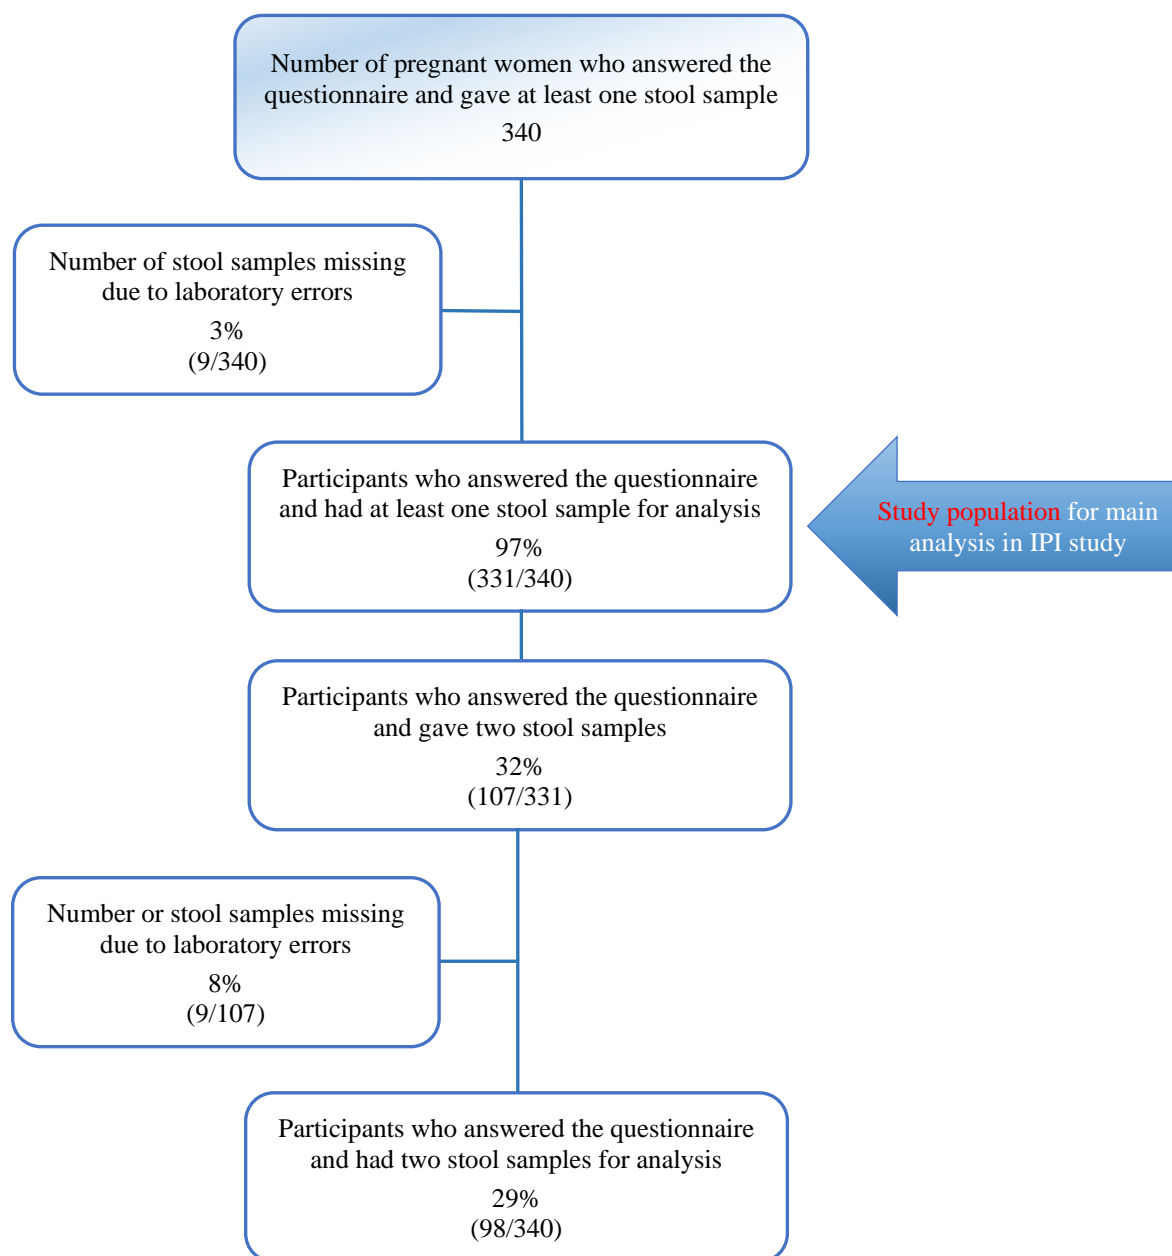 Number of pregnant women who answered the
questionnaire and gave at least one stool sample
340
Number of stool samples missing
due to laboratory errors
3%
(9/340)
Participants who answered the questionnaire
and had at least one stool sample for analysis
97%
(331/340)
Study population for main
analysis in IPI study
Participants who answered the questionnaire
and gave two stool samples
32%
(107/331)
Number or stool samples missing
due to laboratory errors
8%
(9/107)
Participants who answered the questionnaire
and had two stool samples for analysis
29%
(98/340)